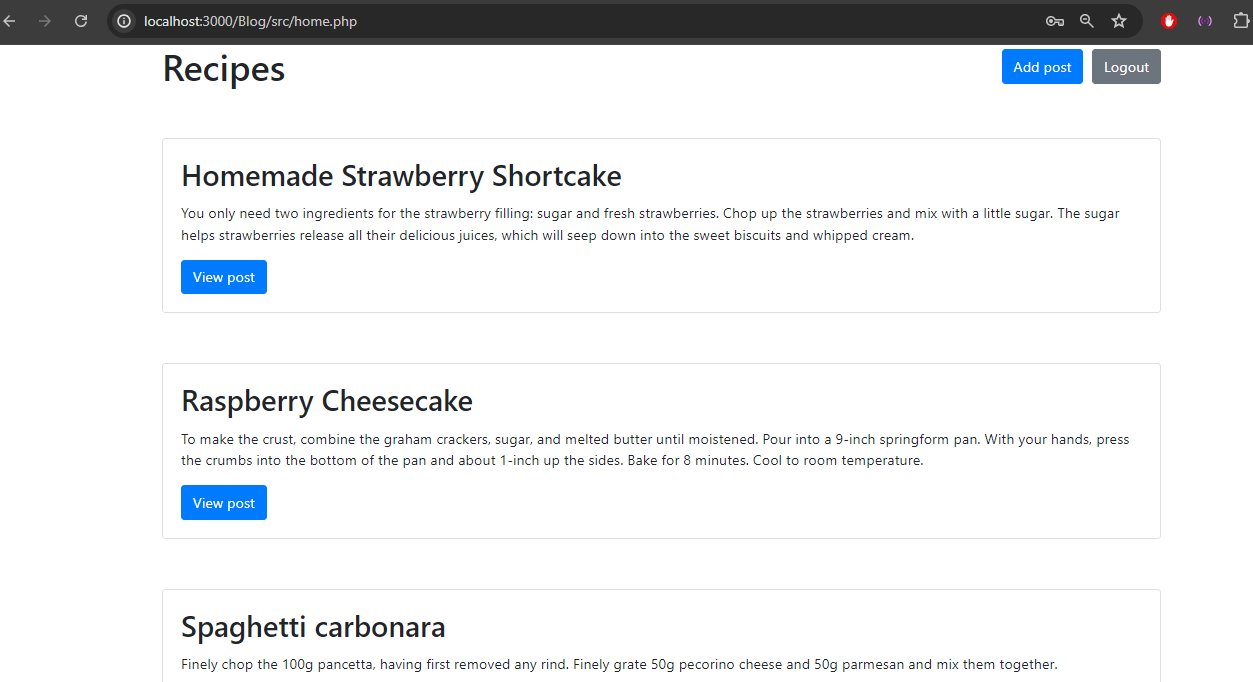 localhost:3000/Blog/src/home.php
Recipes
Add post
Logout
Homemade Strawberry Shortcake
You only need two ingredients for the strawberry filling: sugar and fresh strawberries. Chop up the strawberries and mix with a little sugar. The sugar
helps strawberries release all their delicious juices, which will seep down into the sweet biscuits and whipped cream.
View post
Raspberry Cheesecake
To make the crust, combine the graham crackers, sugar, and melted butter until moistened. Pour into a 9-inch springform pan. With your hands, press
the crumbs into the bottom of the pan and about 1-inch up the sides. Bake for 8 minutes. Cool to room temperature.
View post
Spaghetti carbonara
Finely chop the 100g pancetta, having first removed any rind. Finely grate 50g pecorino cheese and 50g parmesan and mix them together.